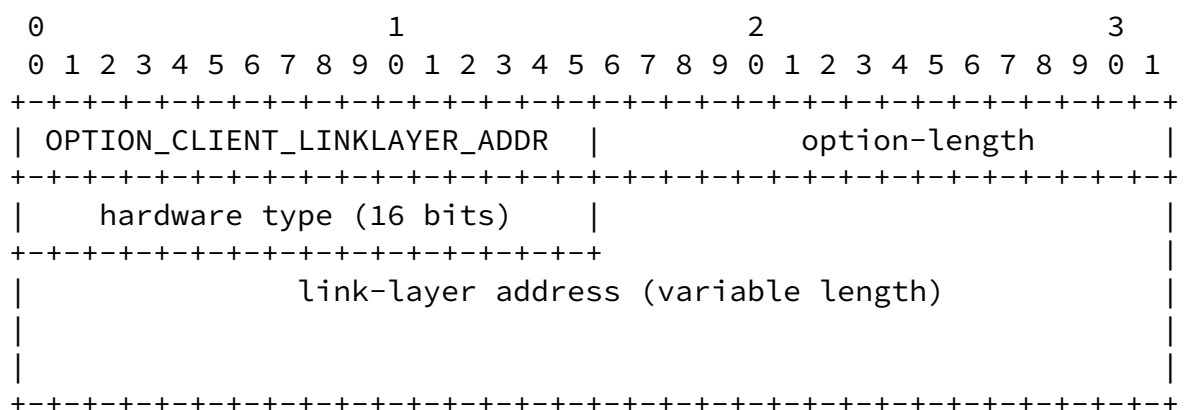 0                   1                   2                   3
 0 1 2 3 4 5 6 7 8 9 0 1 2 3 4 5 6 7 8 9 0 1 2 3 4 5 6 7 8 9 0 1
+-+-+-+-+-+-+-+-+-+-+-+-+-+-+-+-+-+-+-+-+-+-+-+-+-+-+-+-+-+-+-+-+
| OPTION_CLIENT_LINKLAYER_ADDR  |           option-length       |
+-+-+-+-+-+-+-+-+-+-+-+-+-+-+-+-+-+-+-+-+-+-+-+-+-+-+-+-+-+-+-+-+
|    hardware type (16 bits)    |                               |
+-+-+-+-+-+-+-+-+-+-+-+-+-+-+-+-+                               |
|               link-layer address (variable length)            |
|                                                               |
|                                                               |
+-+-+-+-+-+-+-+-+-+-+-+-+-+-+-+-+-+-+-+-+-+-+-+-+-+-+-+-+-+-+-+-+